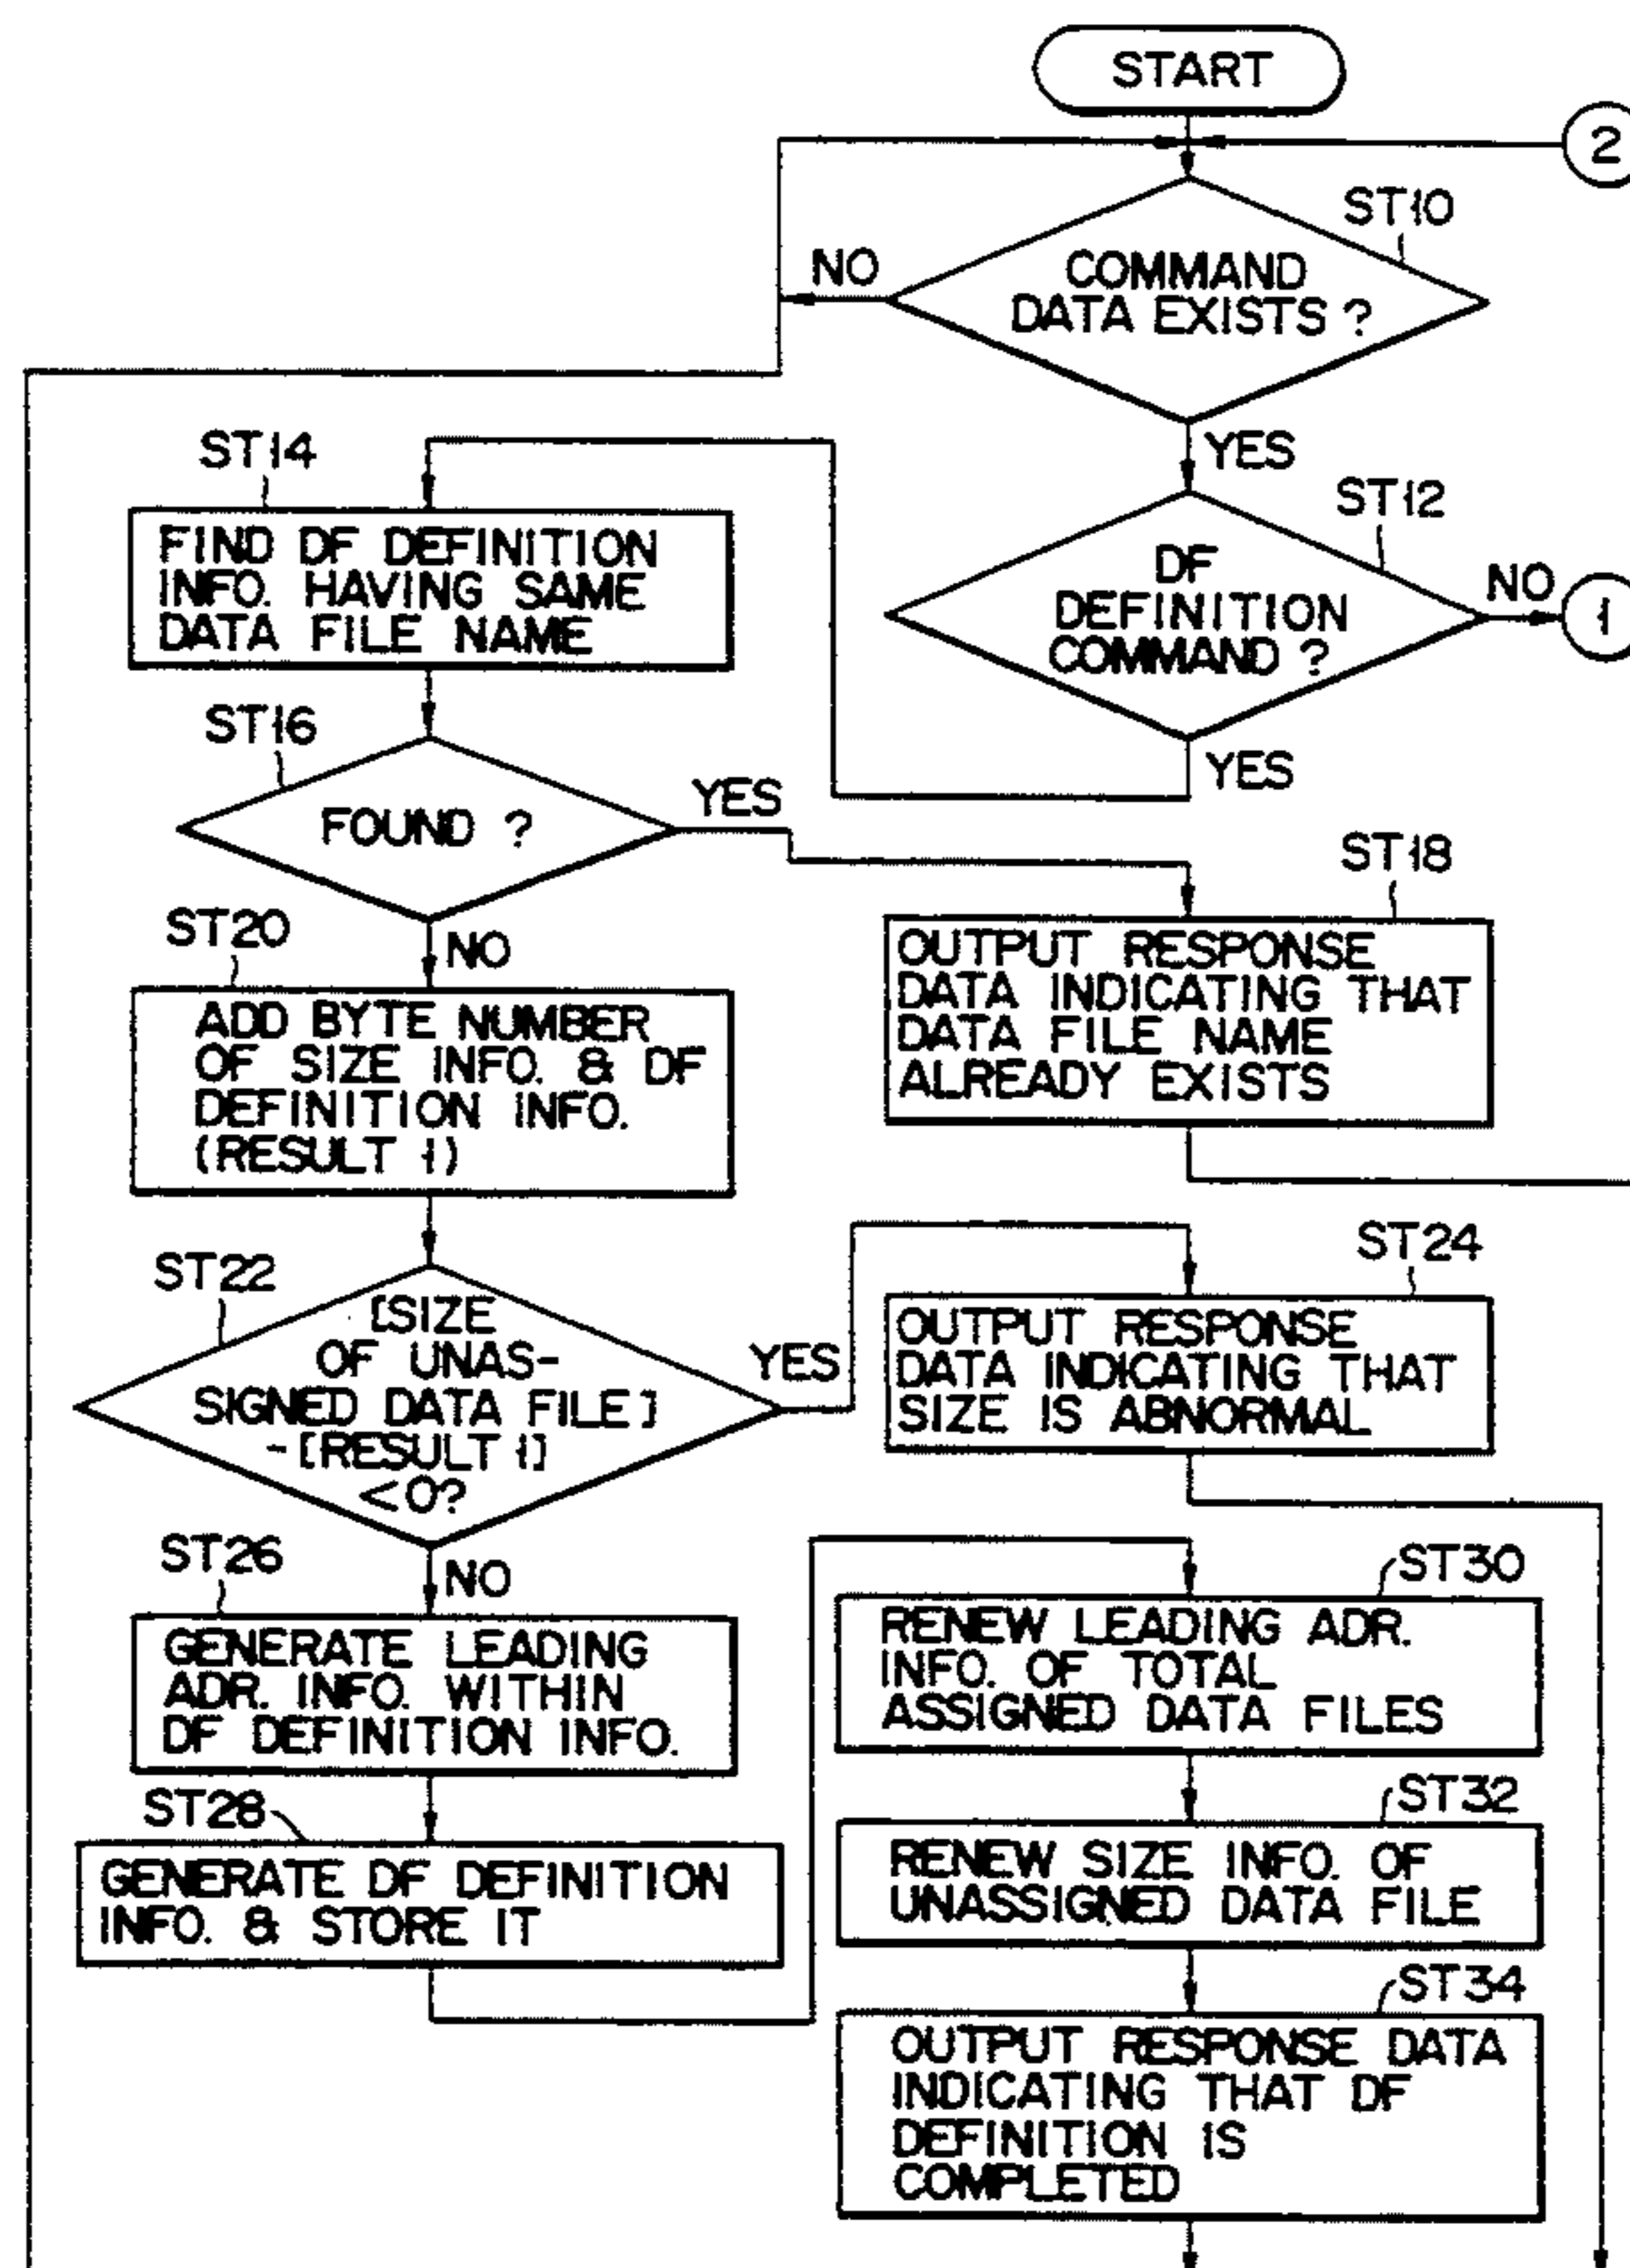 START
2
ST10
COMMAND
DATA EXISTS ?
NO
YES
ST12
DF
DEFINITION
COMMAND ?
NO
1
YES
ST14
FIND DF DEFINITION
INFO. HAVING SAME
DATA FILE NAME
ST16
FOUND ?
YES
NO
ST18
OUTPUT RESPONSE
DATA INDICATING THAT
DATA FILE NAME
ALREADY EXISTS
ST20
ADD BYTE NUMBER
OF SIZE INFO. & DF
DEFINITION INFO.
(RESULT 1)
ST22
[SIZE
OF UNAS-
SIGNED DATA FILE]
-[RESULT 1]
<0?
YES
NO
ST24
OUTPUT RESPONSE
DATA INDICATING THAT
SIZE IS ABNORMAL
ST26
GENERATE LEADING
ADR. INFO. WITHIN
DF DEFINITION INFO.
ST28
GENERATE DF DEFINITION
INFO. & STORE IT
ST30
RENEW LEADING ADR.
INFO. OF TOTAL
ASSIGNED DATA FILES
ST32
RENEW SIZE INFO. OF
UNASSIGNED DATA FILE
ST34
OUTPUT RESPONSE DATA
INDICATING THAT DF
DEFINITION IS
COMPLETED